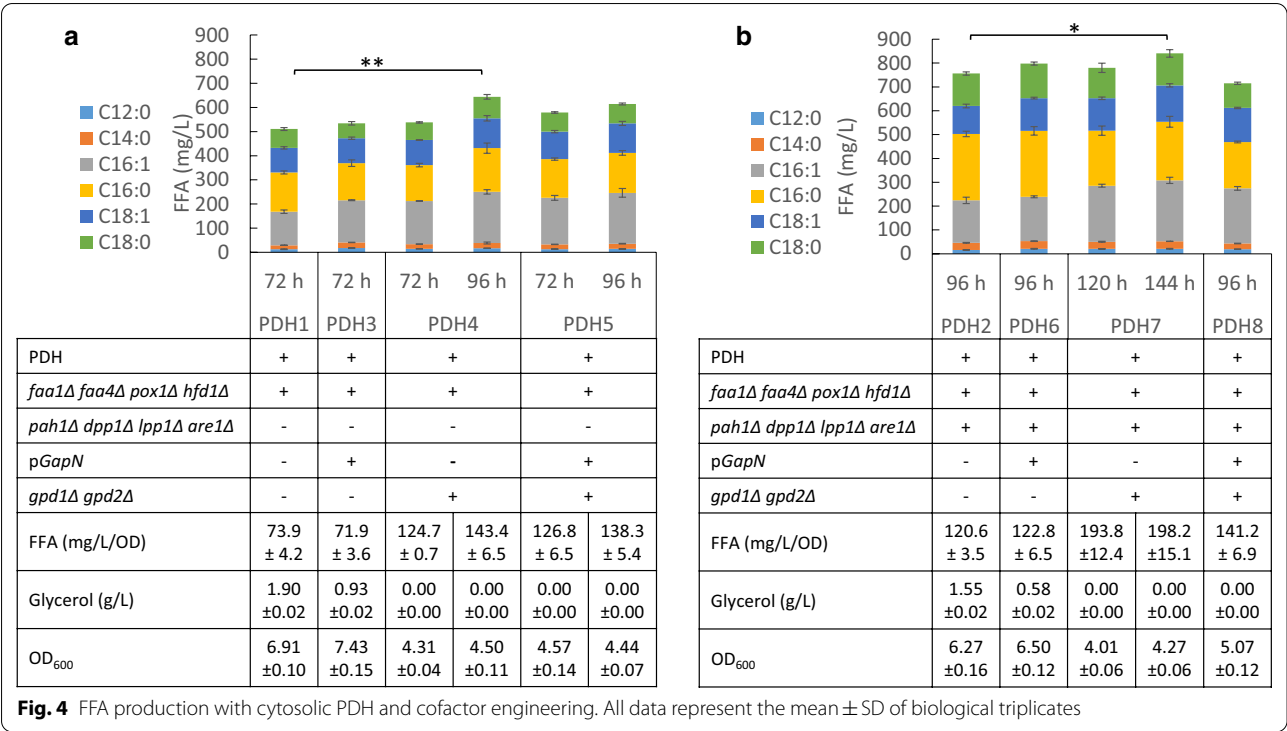 a
900
800
700
600
500
400
300
200
100
0
FFA (mg/L)
C12:0
C14:0
C16:1
C16:0
C18:1
C18:0
**
72 h 72 h 72 h 96 h 72 h 96 h
PDH1 PDH3 PDH4 PDH5
PDH + + + +
faa1Δ faa4Δ pox1Δ hfd1Δ + + + +
pah1Δ dpp1Δ lpp1Δ are1Δ - - - -
pGapN - + - +
gpd1Δ gpd2Δ - - + +
FFA (mg/L/OD) 73.9 71.9 124.7 143.4 126.8 138.3
± 4.2 ± 3.6 ± 0.7 ± 6.5 ± 6.5 ± 5.4
Glycerol (g/L) 1.90 0.93 0.00 0.00 0.00 0.00
±0.02 ±0.02 ±0.00 ±0.00 ±0.00 ±0.00
OD600 6.91 7.43 4.31 4.50 4.57 4.44
±0.10 ±0.15 ±0.04 ±0.11 ±0.14 ±0.07
b
900
800
700
600
500
400
300
200
100
0
FFA (mg/L)
C12:0
C14:0
C16:1
C16:0
C18:1
C18:0
*
96 h 96 h 120 h 144 h 96 h
PDH2 PDH6 PDH7 PDH8
PDH + + + +
faa1Δ faa4Δ pox1Δ hfd1Δ + + + +
pah1Δ dpp1Δ lpp1Δ are1Δ + + + +
pGapN - + - +
gpd1Δ gpd2Δ - - + +
FFA (mg/L/OD) 120.6 122.8 193.8 198.2 141.2
± 3.5 ± 6.5 ±12.4 ±15.1 ± 6.9
Glycerol (g/L) 1.55 0.58 0.00 0.00 0.00
±0.02 ±0.02 ±0.00 ±0.00 ±0.00
OD600 6.27 6.50 4.01 4.27 5.07
±0.16 ±0.12 ±0.06 ±0.06 ±0.12
Fig. 4 FFA production with cytosolic PDH and cofactor engineering. All data represent the mean ± SD of biological triplicates